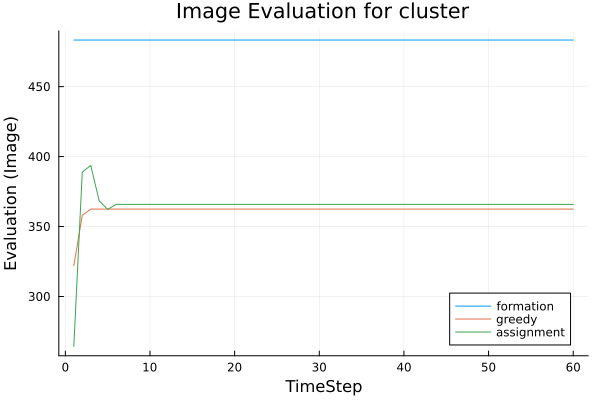 Image Evaluation for cluster
Evaluation (Image)
450
400
350
300
0 10 20 30 40 50 60
TimeStep
formation
greedy
assignment